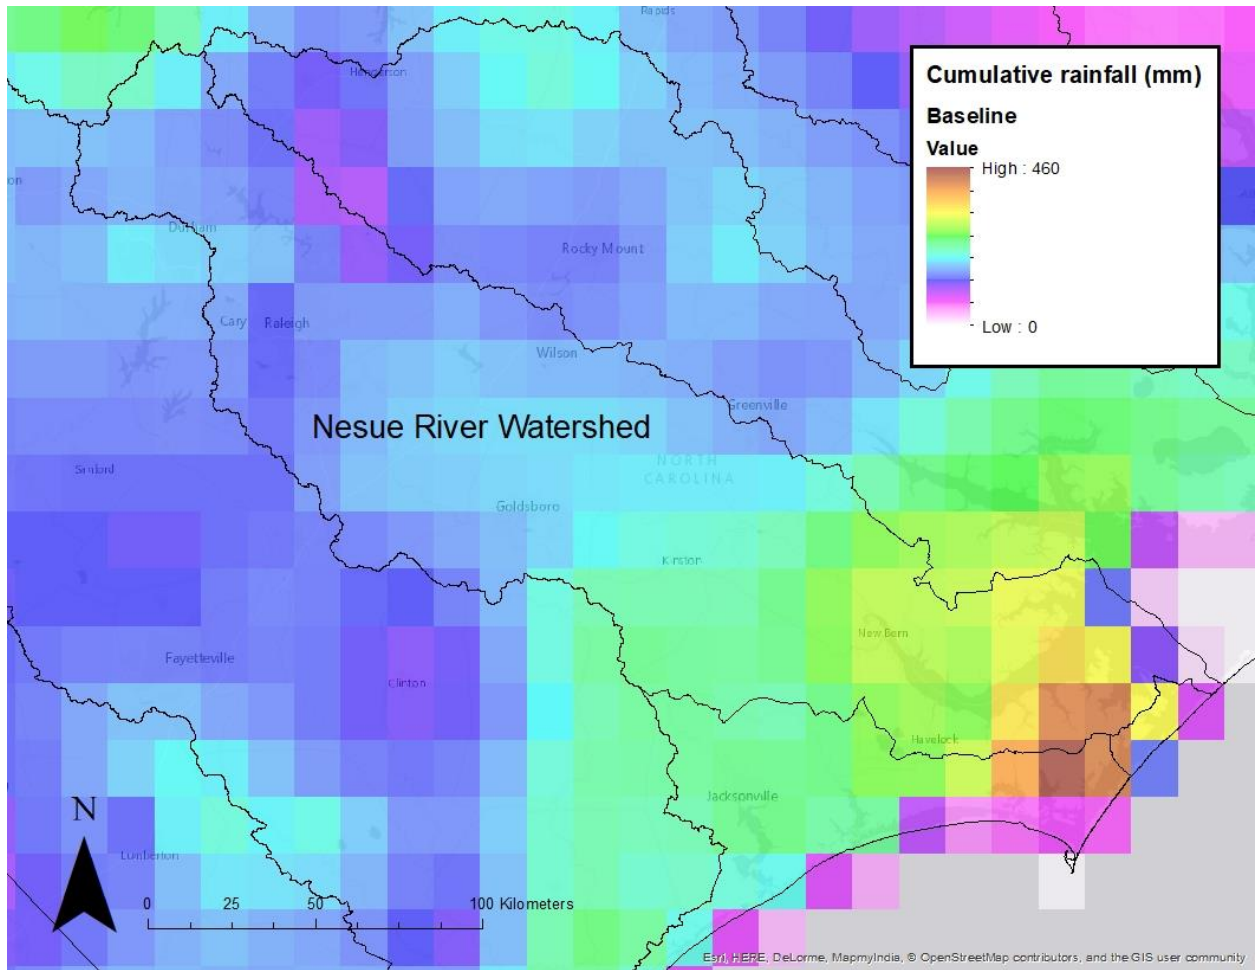 Rapids
Henderson
Cumulative rainfall (mm)
Baseline
Value
High : 460
Low : 0
on
Durham
Rocky Mount
Cary
Raleigh
Wilson
Greenville
Nesue River Watershed
NORTH
CAROLINA
Sanford
Goldsboro
Kinston
New Bern
Fayetteville
Clinton
Havelock
Jacksonville
N
Lumberton
0 25 50 100 Kilometers
Esri, HERE, DeLorme, MapmyIndia, © OpenStreetMap contributors, and the GIS user community